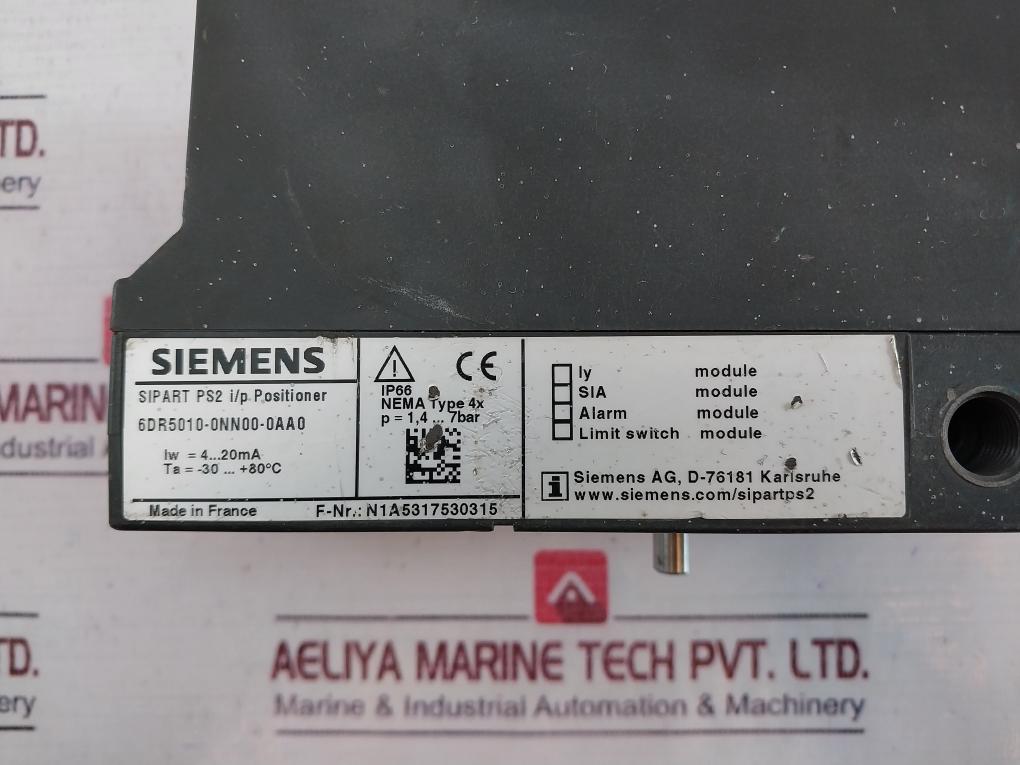 TD.
ery
MARIN
dustrial
SIEMENS
SIPART PS2 i/p Positioner
6DR5010-0NN00-0AA0
Iw = 4...20mA
Ta = -30 ... +80°C
Made in France F-Nr.: N1A5317530315
CE
IP66
NEMA Type 4x
p = 1,4 ... 7bar
Iy module
SIA module
Alarm module
Limit switch module
i Siemens AG, D-76181 Karlsruhe
www.siemens.com/sipartps2
TD.
ery
AELIYA MARINE TECH PVT. LTD.
Marine & Industrial Automation & Machinery